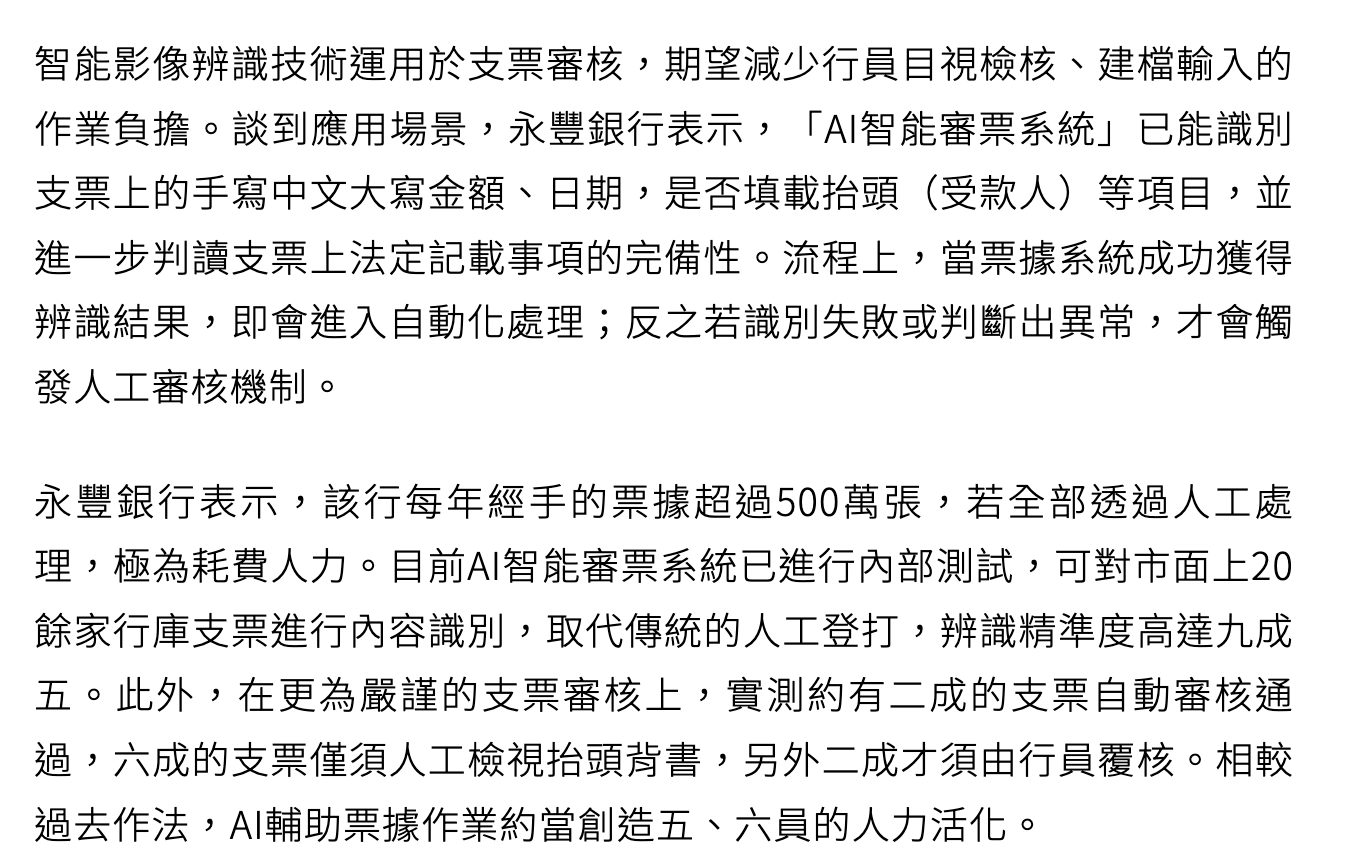 智能影像辨識技術運用於支票審核，期望減少行員目視檢核、建檔輸入的
作業負擔。談到應用場景，永豐銀行表示，「AI智能審票系統」已能識別
支票上的手寫中文大寫金額、日期，是否填載抬頭（受款人）等項目，並
進一步判讀支票上法定記載事項的完備性。流程上，當票據系統成功獲得
辨識結果，即會進入自動化處理；反之若識別失敗或判斷出異常，才會觸
發人工審核機制。
永豐銀行表示，該行每年經手的票據超過500萬張，若全部透過人工處
理，極為耗費人力。目前AI智能審票系統已進行內部測試，可對市面上20
餘家行庫支票進行內容識別，取代傳統的人工登打，辨識精準度高達九成
五。此外，在更為嚴謹的支票審核上，實測約有二成的支票自動審核通
過，六成的支票僅須人工檢視抬頭背書，另外二成才須由行員覆核。相較
過去作法，AI輔助票據作業約當創造五、六員的人力活化。